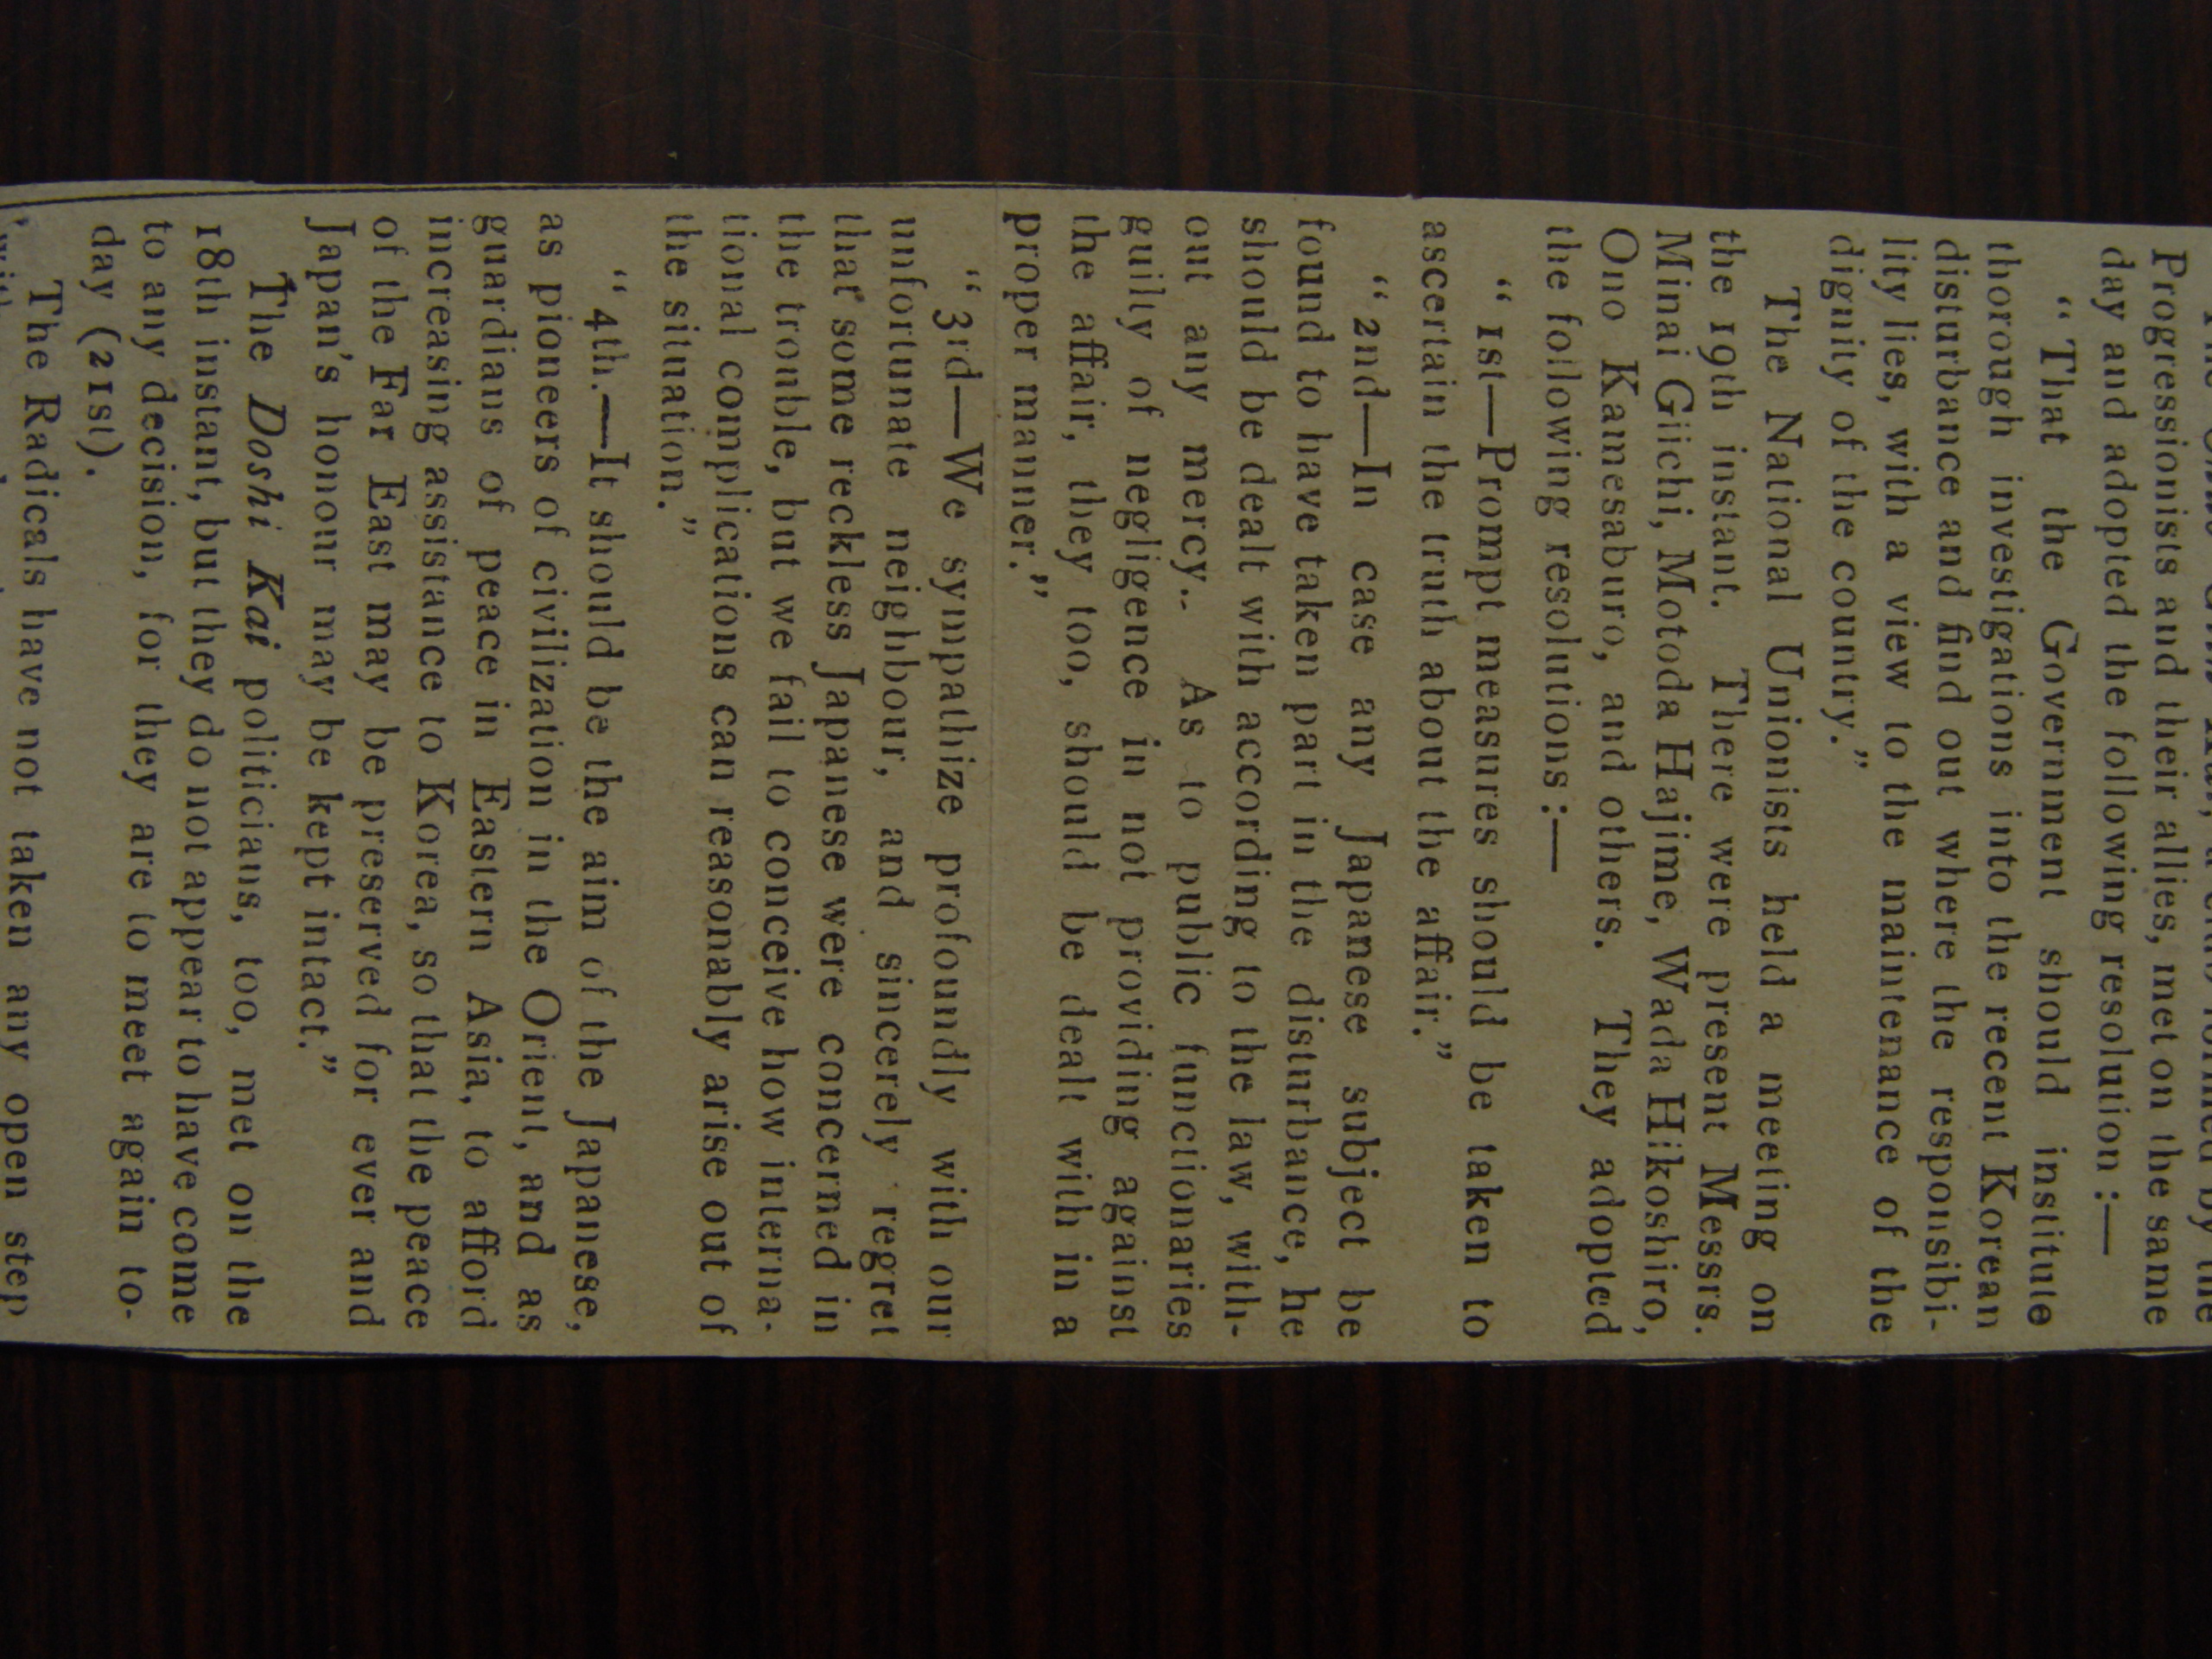 Progressionists and their allies, met on the same
day and adopted the following resolution :—
“ That the Government should institute
thorough investigations into the recent Korean
disturbance and find out where the responsibi-
lity lies, with a view to the maintenance of the
dignity of the country.”
The National Unionists held a meeting on
the 19th instant. There were present Messrs.
Minai Giichi, Motoda Hajime, Wada Hikoshiro,
Ono Kamesaburo, and others. They adopted
the following resolutions :—
“ 1st—Prompt measures should be taken to
ascertain the truth about the affair.”
“ 2nd—In case any Japanese subject be
found to have taken part in the disturbance, he
should be dealt with according to the law, with-
out any mercy.. As to public functionaries
guilty of negligence in not providing against
the affair, they too, should be dealt with in a
proper manner.”
“ 3rd—We sympathize profoundly with our
unfortunate neighbour, and sincerely regret
that some reckless Japanese were concerned in
the trouble, but we fail to conceive how interna-
tional complications can reasonably arise out of
the situation.”
“ 4th.—It should be the aim of the Japanese,
as pioneers of civilization in the Orient, and as
guardians of peace in Eastern Asia, to afford
increasing assistance to Korea, so that the peace
of the Far East may be preserved for ever and
Japan's honour may be kept intact.”
The Doshi Kai politicians, too, met on the
18th instant, but they do not appear to have come
to any decision, for they are to meet again to-
day (21st).
The Radicals have not taken any open step